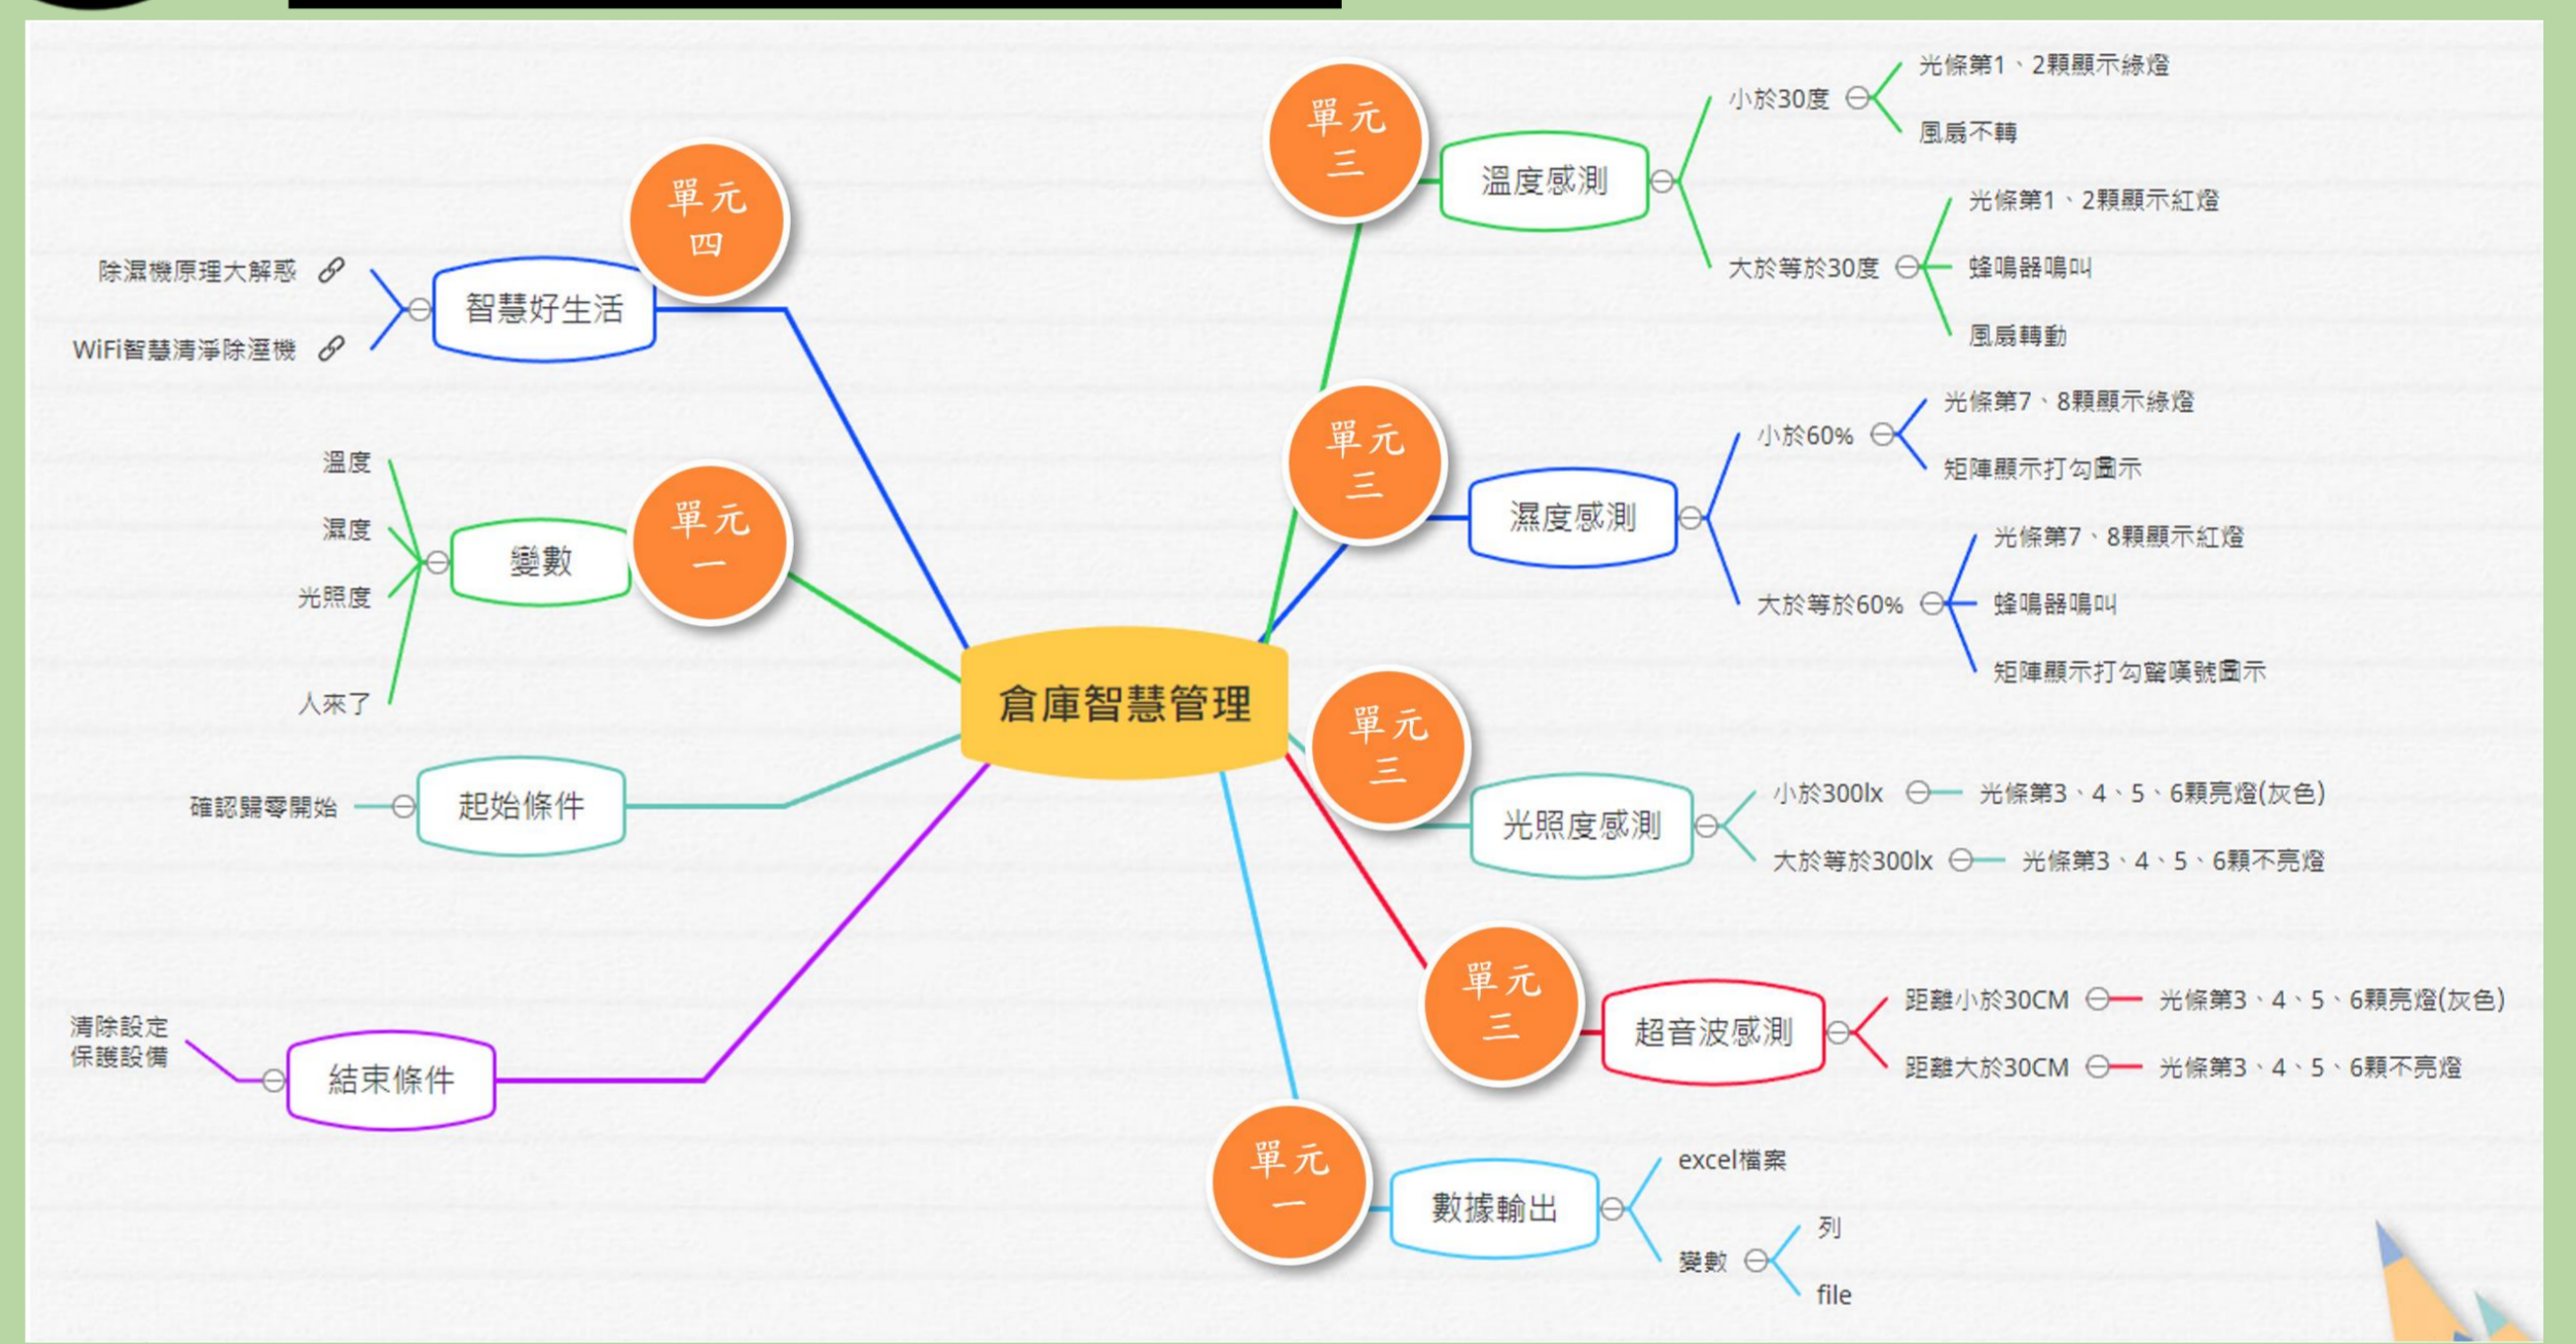 單元
四
除濕機原理大解惑
智慧好生活
WiFi智慧清淨除溼機
單元
一
溫度
濕度
變數
光照度
人來了
確認歸零開始
起始條件
清除設定
保護設備
結束條件
倉庫智慧管理
單元
三
溫度感測
小於30度
光條第1、2顆顯示綠燈
風扇不轉
大於等於30度
光條第1、2顆顯示紅燈
蜂鳴器鳴叫
風扇轉動
單元
三
濕度感測
小於60%
光條第7、8顆顯示綠燈
矩陣顯示打勾圖示
大於等於60%
光條第7、8顆顯示紅燈
蜂鳴器鳴叫
矩陣顯示打勾驚嘆號圖示
單元
三
光照度感測
小於300lx
光條第3、4、5、6顆亮燈(灰色)
大於等於300lx
光條第3、4、5、6顆不亮燈
單元
三
超音波感測
距離小於30CM
光條第3、4、5、6顆亮燈(灰色)
距離大於30CM
光條第3、4、5、6顆不亮燈
單元
一
數據輸出
excel檔案
變數
列
file